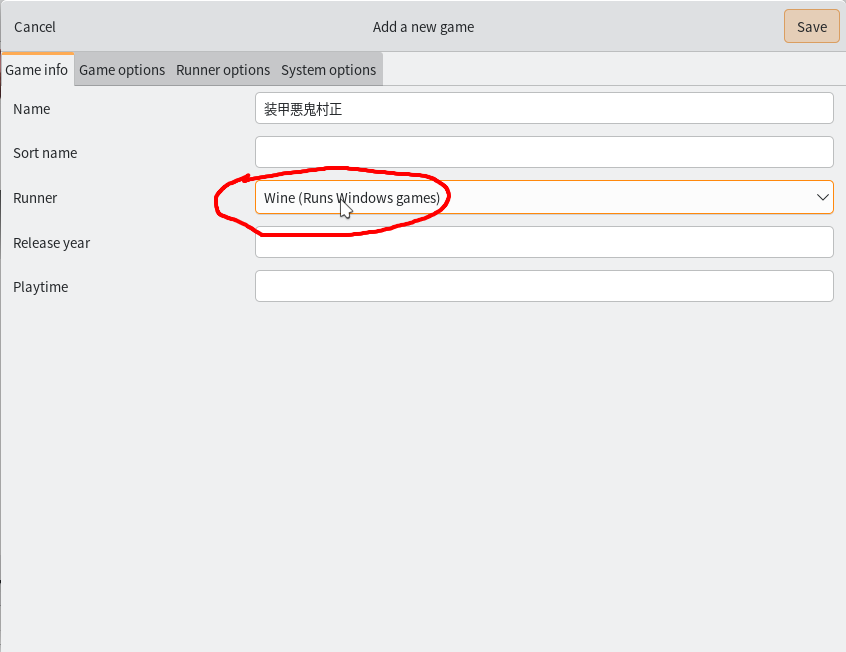 Cancel Add a new game Save
Game info Game options Runner options System options
Name 装甲悪鬼村正
Sort name
Runner Wine (Runs Windows games)
Release year
Playtime